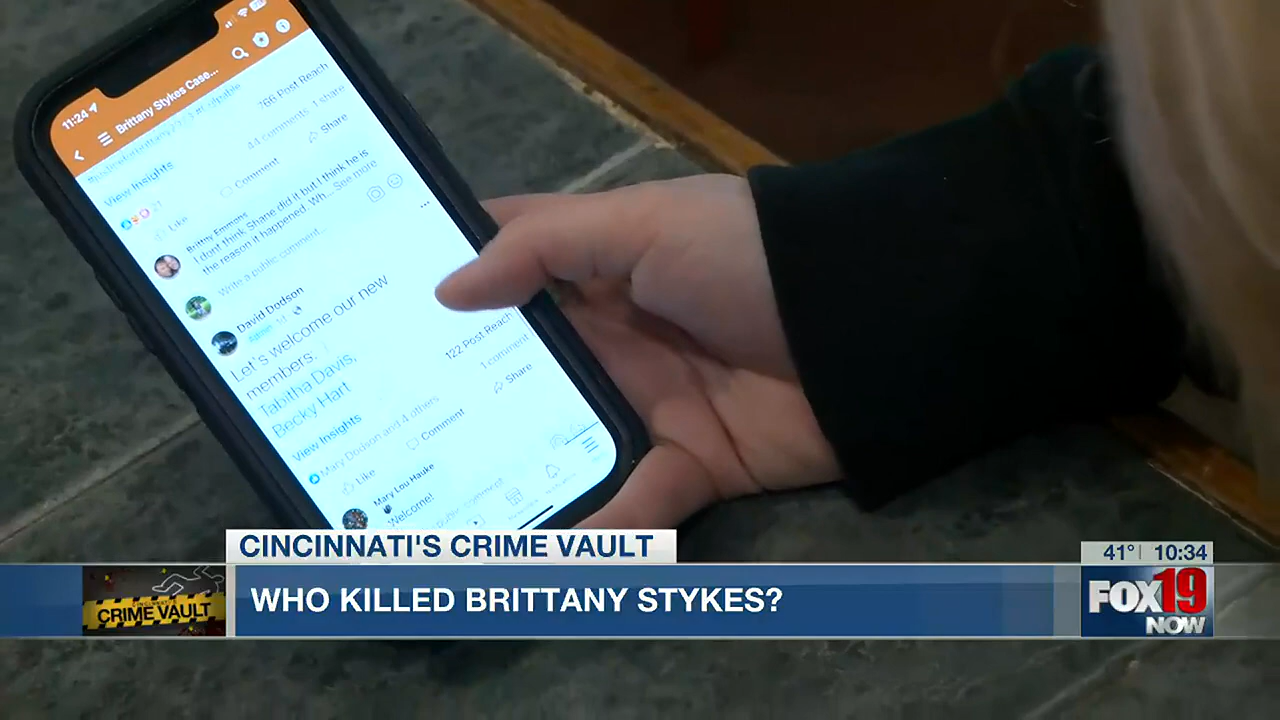 11:24
Brittany Stykes Case...
View Insights
766 Post Reach
21
44 comments 1 share
Like
Comment
Share
Brittny Emmons
I dont think Shane did it but I think he is
the reason it happened. Wh... See more
Write a public comment...
David Dodson
Let's welcome our new
members.
Tabitha Davis,
Becky Hart
View Insights
122 Post Reach
Mary Dodson and 4 others
1 comment
Like
Comment
Share
Mary Lou Hauke
Welcome!
CINCINNATI'S CRIME VAULT
CRIME VAULT
WHO KILLED BRITTANY STYKES?
41° 10:34
FOX19
NOW